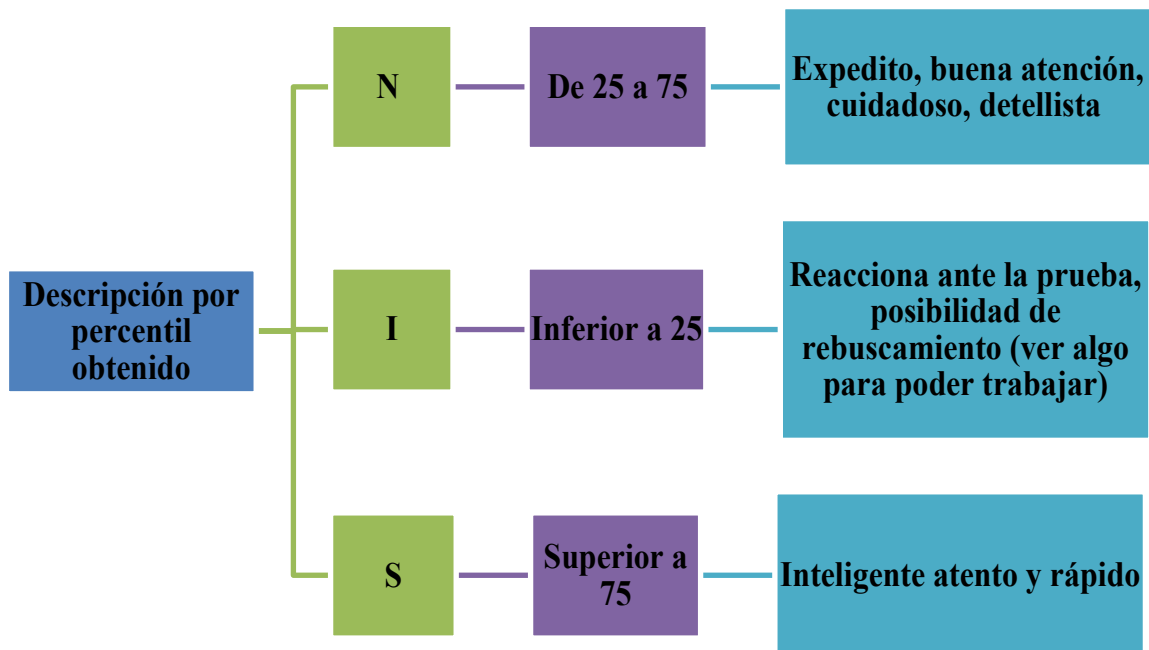 Descripción por
percentil
obtenido
N
De 25 a 75
Expedito, buena atención,
cuidadoso, detellista
I
Inferior a 25
Reacciona ante la prueba,
posibilidad de
rebuscamiento (ver algo
para poder trabajar)
S
Superior a
75
Inteligente atento y rápido